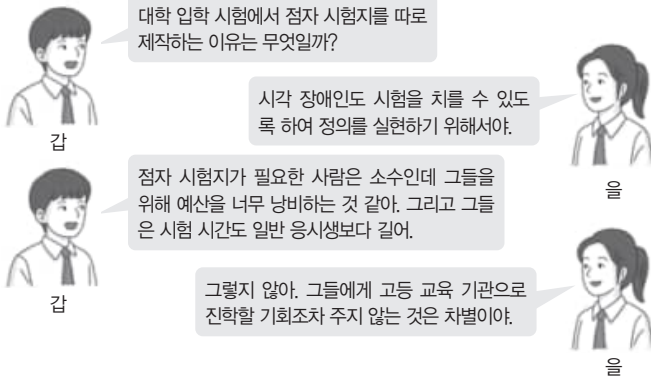 대학 입학 시험에서 점자 시험지를 따로
제작하는 이유는 무엇일까?
갑
시각 장애인도 시험을 치를 수 있도
록 하여 정의를 실현하기 위해서야.
을
점자 시험지가 필요한 사람은 소수인데 그들을
위해 예산을 너무 낭비하는 것 같아. 그리고 그들
은 시험 시간도 일반 응시생보다 길어.
갑
그렇지 않아. 그들에게 고등 교육 기관으로
진학할 기회조차 주지 않는 것은 차별이야.
을